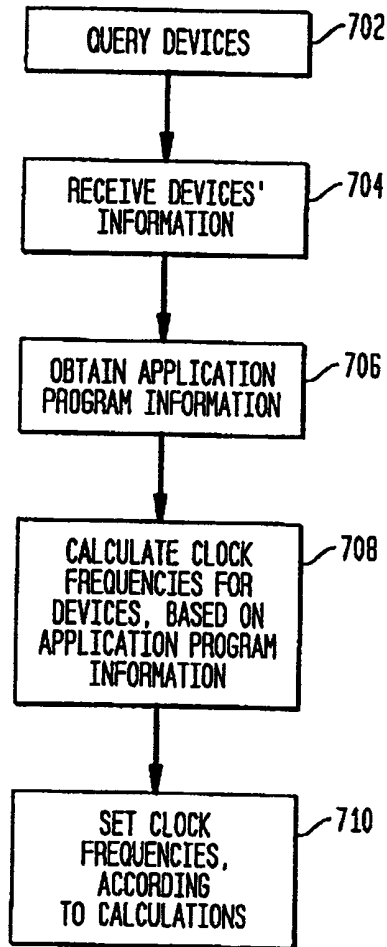 QUERY DEVICES
702
RECEIVE DEVICES'
INFORMATION
704
OBTAIN APPLICATION
PROGRAM INFORMATION
706
CALCULATE CLOCK
FREQUENCIES FOR
DEVICES, BASED ON
APPLICATION PROGRAM
INFORMATION
708
SET CLOCK
FREQUENCIES,
ACCORDING
TO CALCULATIONS
710